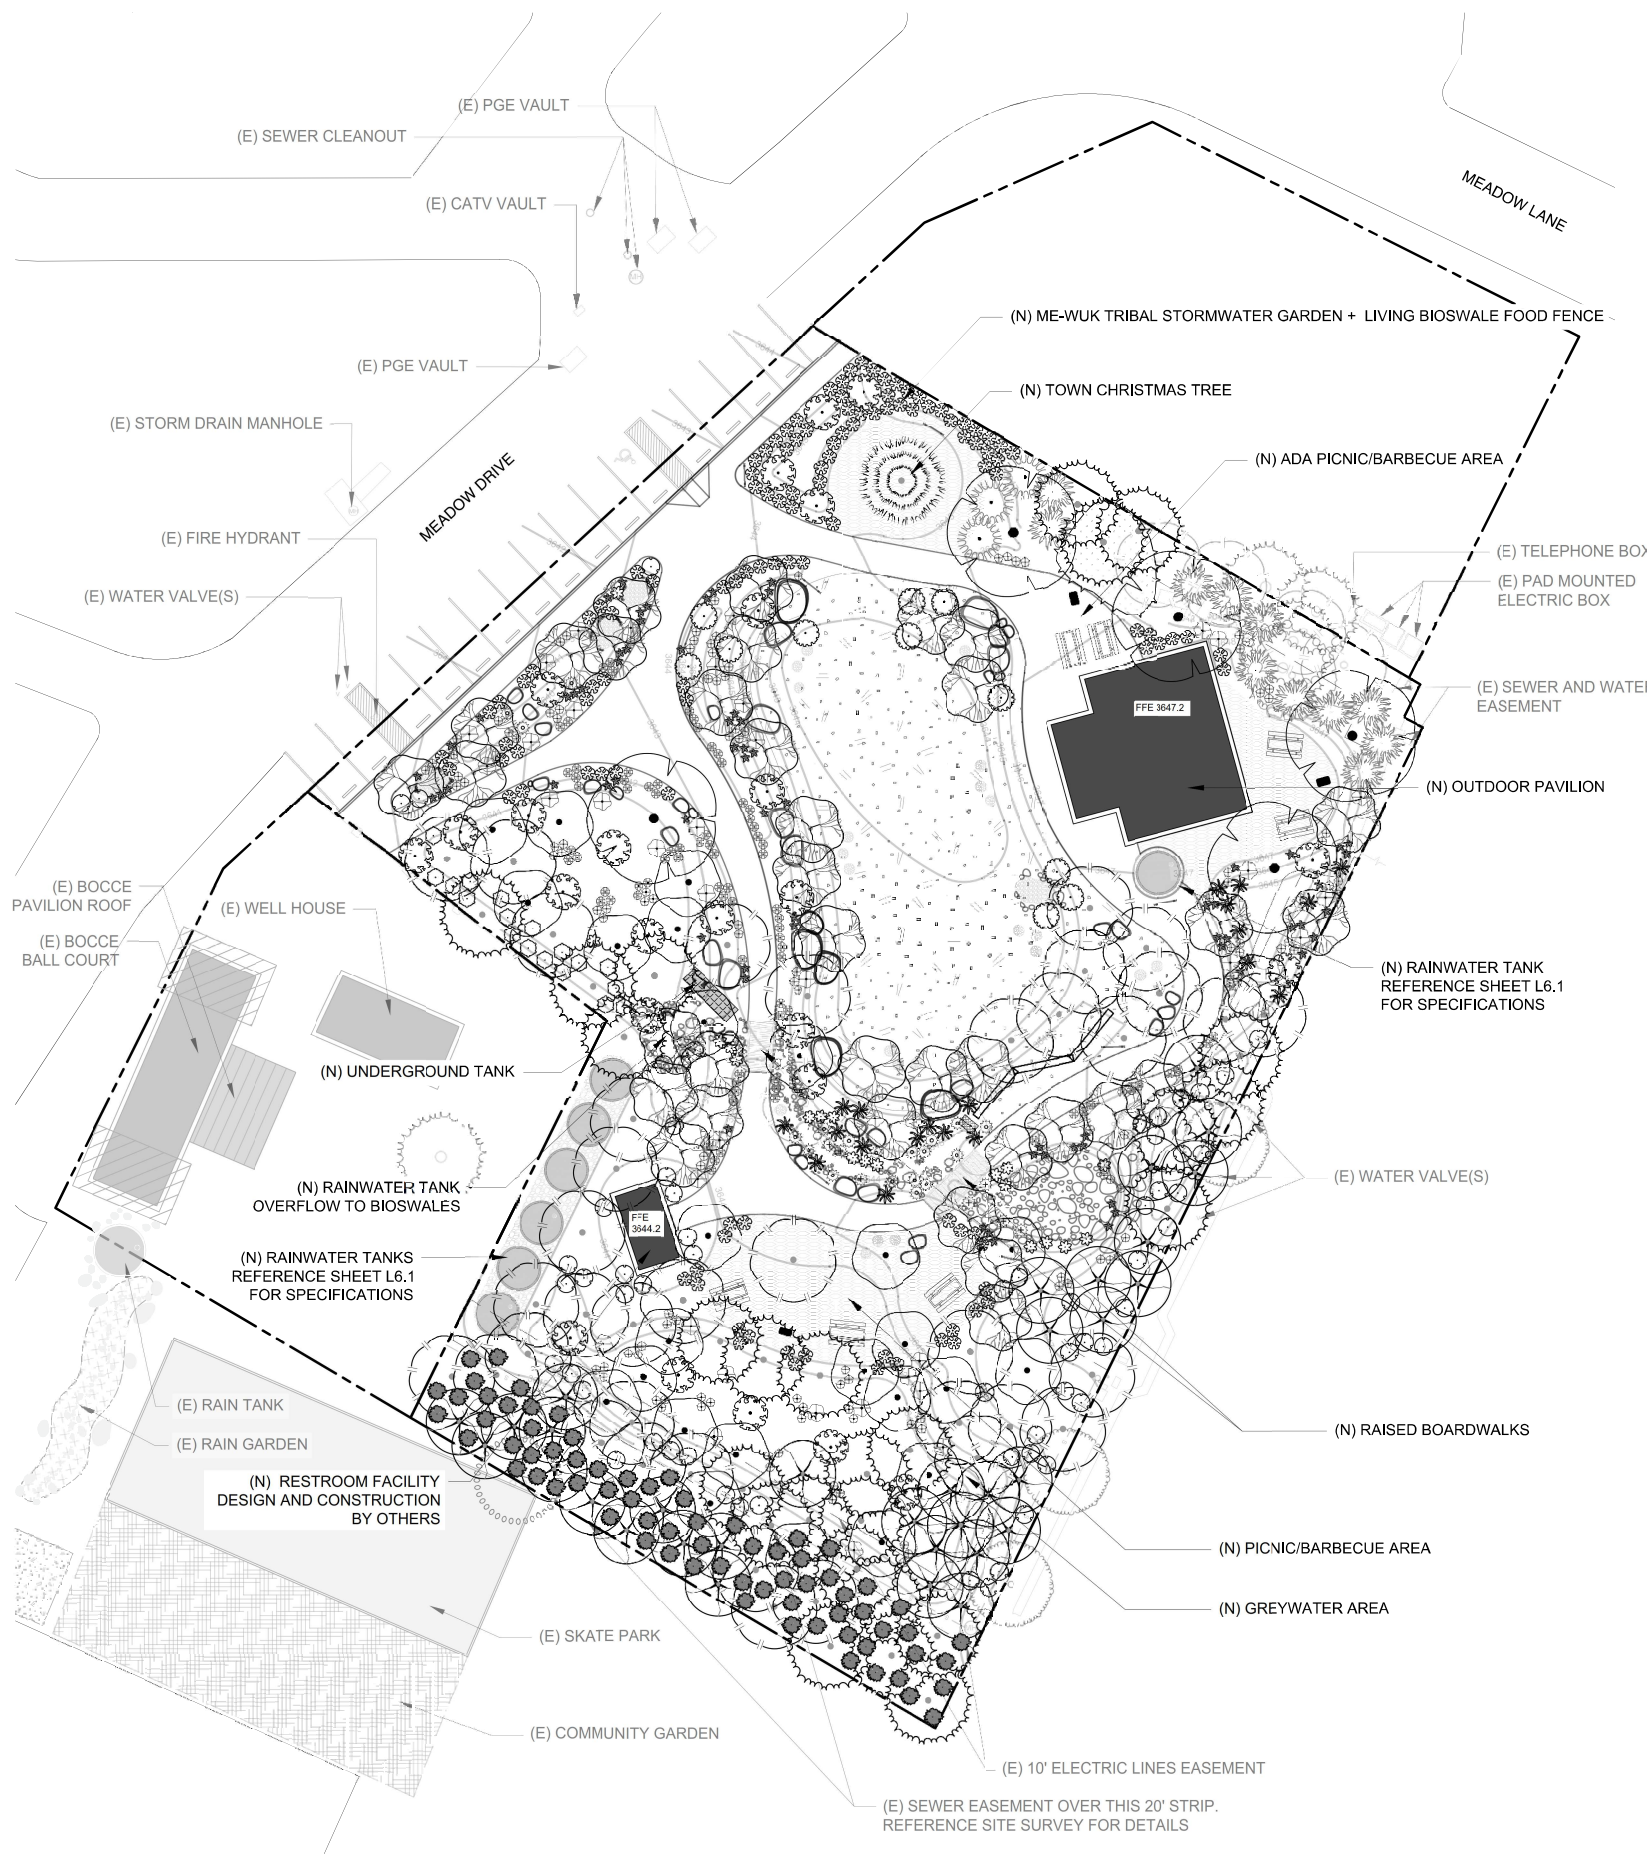 (E) PGE VAULT
(E) SEWER CLEANOUT
(E) CATV VAULT
MEADOW LANE
(N) ME-WUK TRIBAL STORMWATER GARDEN + LIVING BIOSWALE FOOD FENCE
(E) PGE VAULT
(N) TOWN CHRISTMAS TREE
(E) STORM DRAIN MANHOLE
(N) ADA PICNIC/BARBECUE AREA
MEADOW DRIVE
(E) FIRE HYDRANT
(E) TELEPHONE BOX
(E) PAD MOUNTED
ELECTRIC BOX
(E) WATER VALVE(S)
(E) SEWER AND WATER
EASEMENT
FFE 3647.2
(N) OUTDOOR PAVILION
(E) BOCCE
PAVILION ROOF
(E) WELL HOUSE
(E) BOCCE
BALL COURT
(N) RAINWATER TANK
REFERENCE SHEET L6.1
FOR SPECIFICATIONS
(N) UNDERGROUND TANK
(E) WATER VALVE(S)
(N) RAINWATER TANK
OVERFLOW TO BIOSWALES
FFE
3644.2
(N) RAINWATER TANKS
REFERENCE SHEET L6.1
FOR SPECIFICATIONS
(E) RAIN TANK
(E) RAIN GARDEN
(N) RAISED BOARDWALKS
(N) RESTROOM FACILITY
DESIGN AND CONSTRUCTION
BY OTHERS
(N) PICNIC/BARBECUE AREA
(N) GREYWATER AREA
(E) SKATE PARK
(E) COMMUNITY GARDEN
(E) 10' ELECTRIC LINES EASEMENT
(E) SEWER EASEMENT OVER THIS 20' STRIP.
REFERENCE SITE SURVEY FOR DETAILS